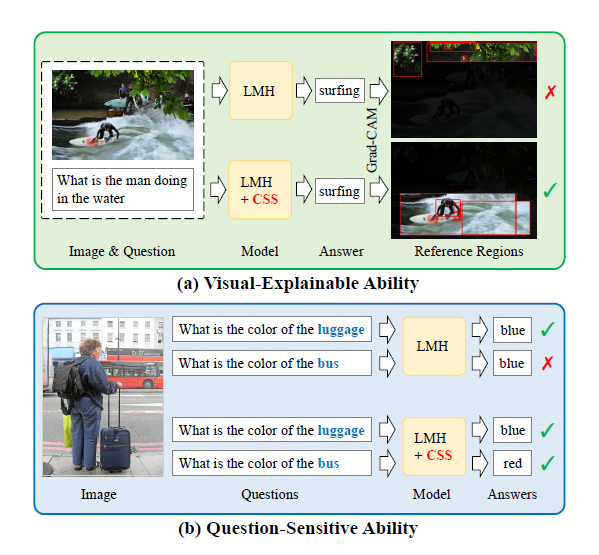 LMH
surfing
✗
What is the man doing
in the water
Grad-CAM
LMH
+ CSS
surfing
✓
Image & Question
Model
Answer
Reference Regions
(a) Visual-Explainable Ability
What is the color of the luggage
LMH
blue
✓
What is the color of the bus
blue
✗
What is the color of the luggage
LMH
+ CSS
blue
✓
What is the color of the bus
red
✓
Image
Questions
Model
Answers
(b) Question-Sensitive Ability